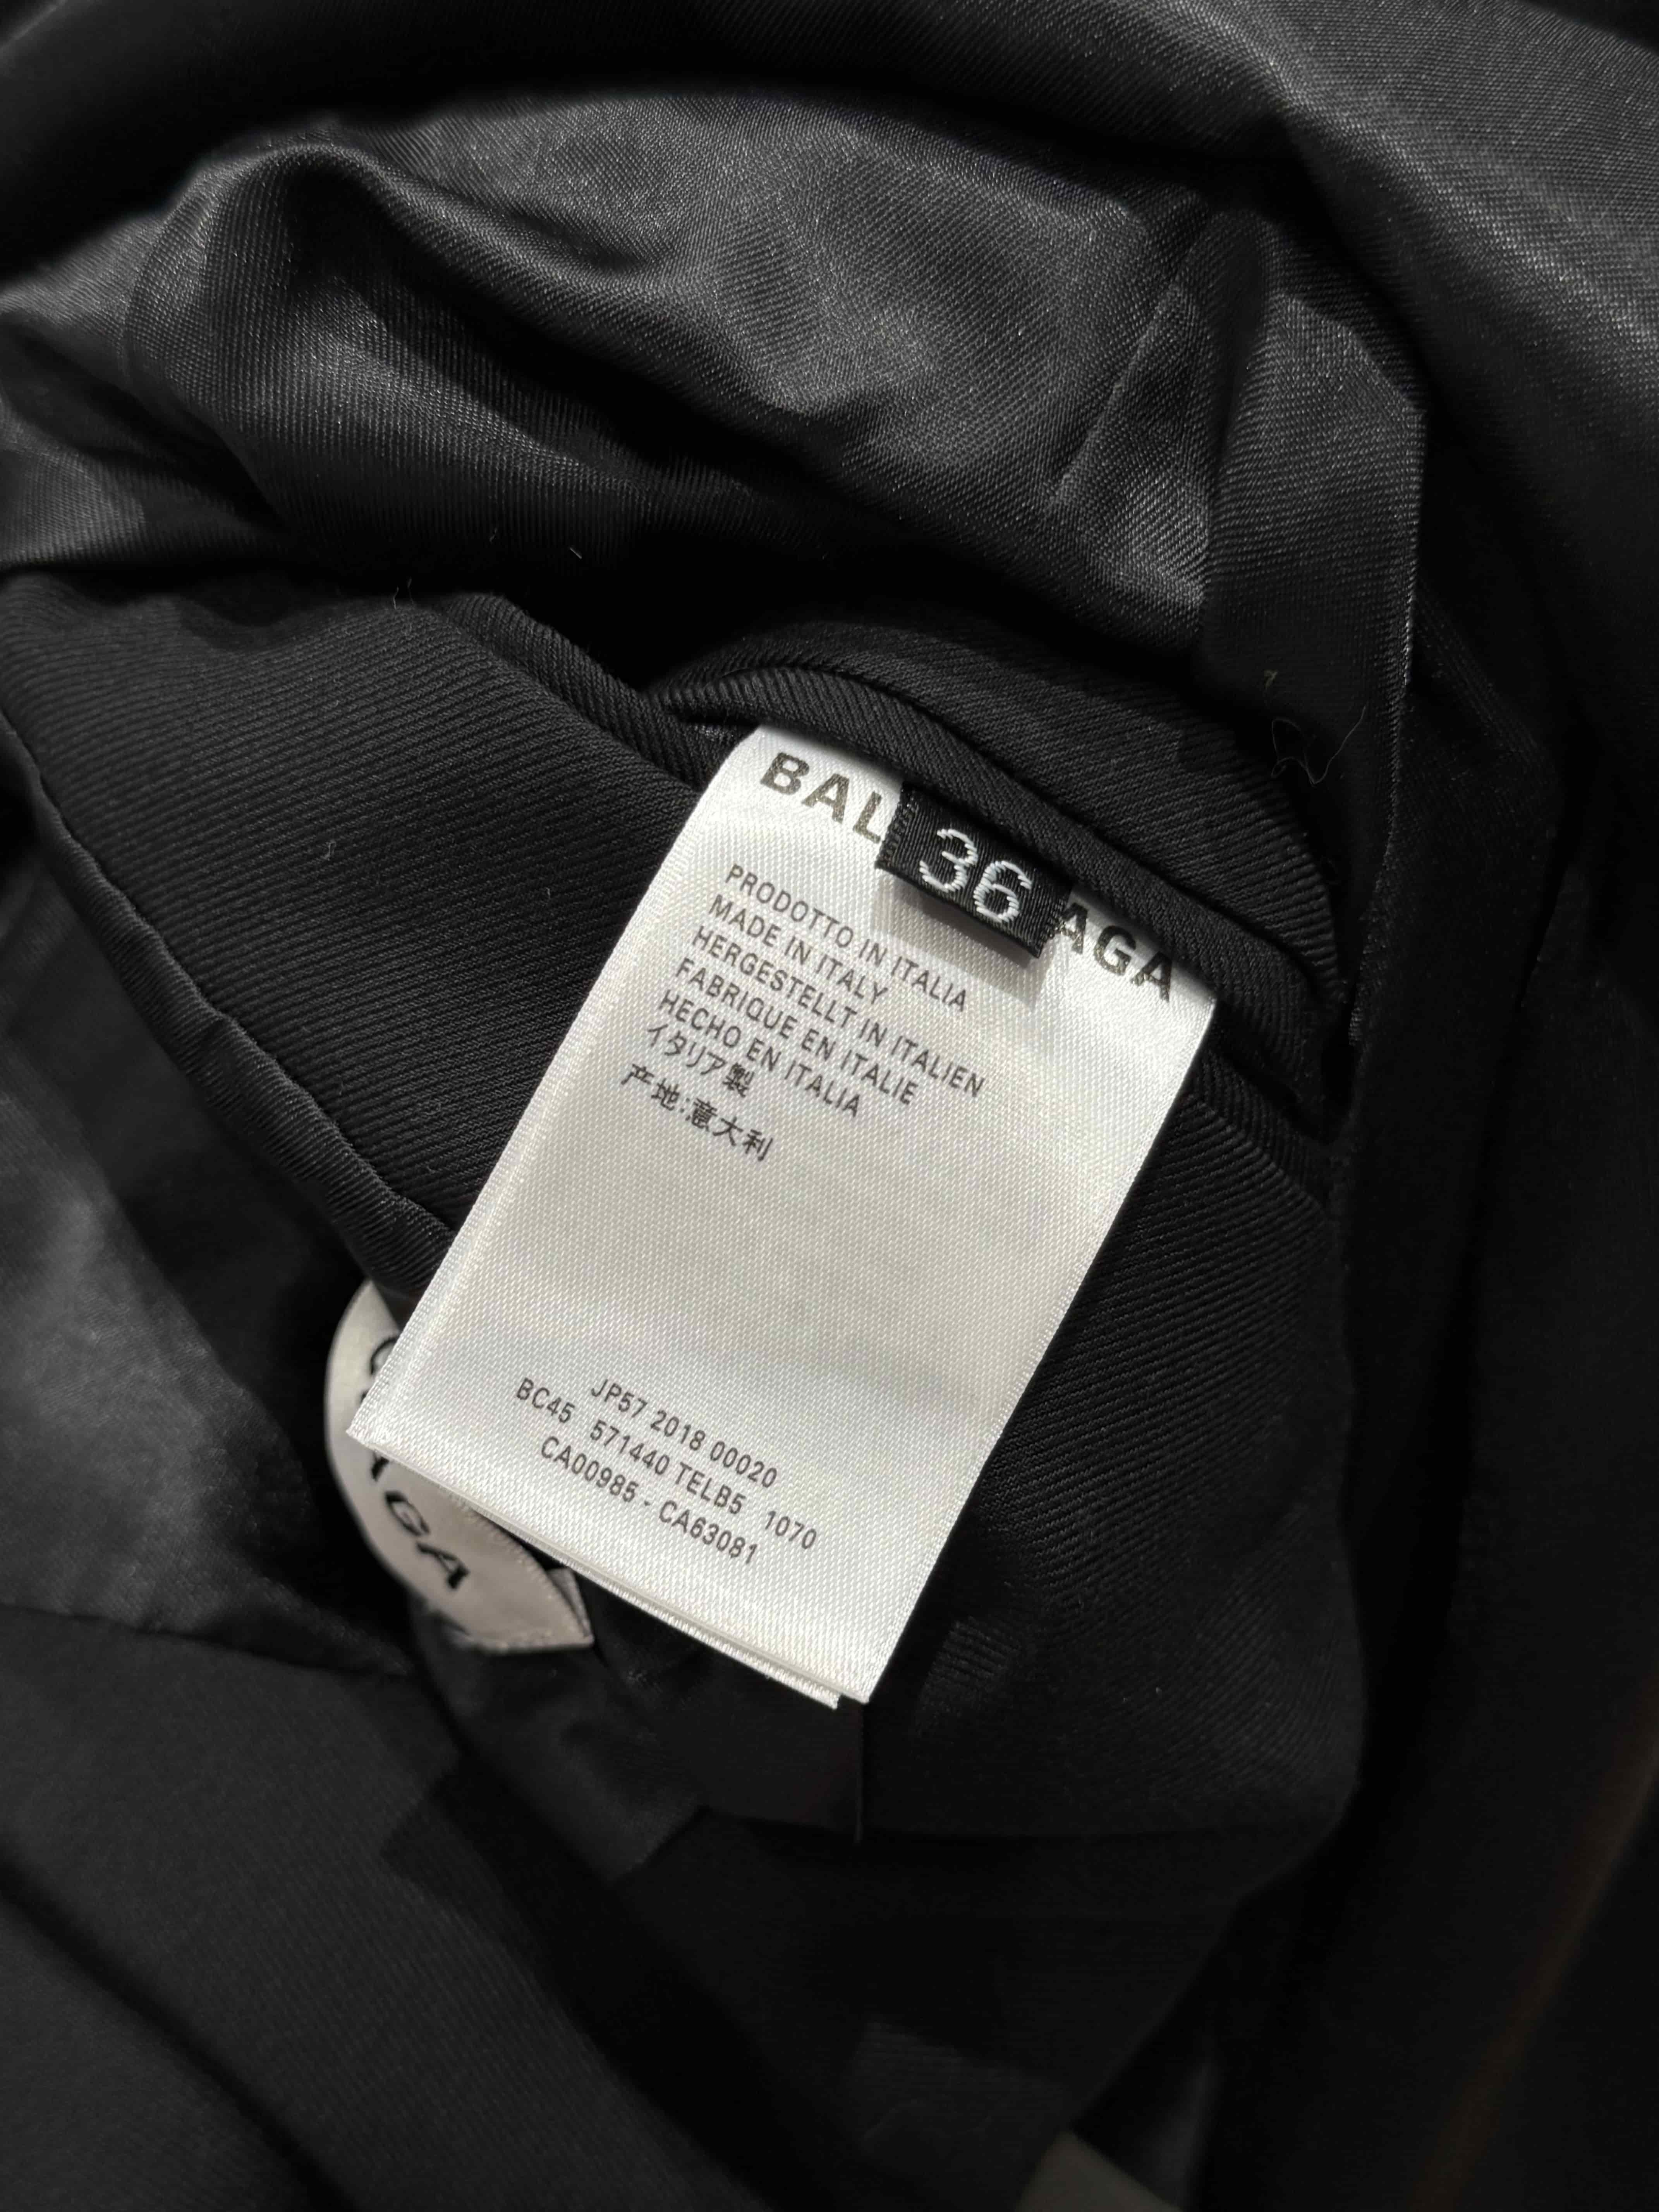 BAL
36
AGA
PRODOTTO IN ITALIA
MADE IN ITALY
HERGESTELLT IN ITALIEN
FABRIQUE EN ITALIE
HECHO EN ITALIA
イタリア製
产地:意大利
JP57 2018 00020
BC45 571440 TELB5 1070
CA00985 - CA63081
AGA